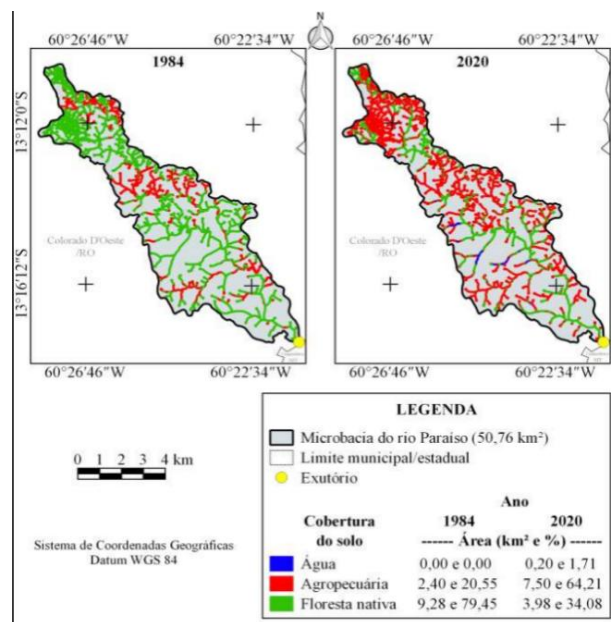 N
60°26'46"W 60°22'34"W 60°26'46"W 60°22'34"W
1984 2020
13°12'0"S
Colorado D'Oeste
/RO
Colorado D'Oeste
/RO
13°16'12"S
60°26'46"W 60°22'34"W 60°26'46"W 60°22'34"W
LEGENDA
Microbacia do rio Paraíso (50,76 km²)
Limite municipal/estadual
Exutório
0 1 2 3 4 km
Ano
Cobertura do solo 1984 2020
------ Área (km² e %) ------
Sistema de Coordenadas Geográficas
Datum WGS 84
Água 0,00 e 0,00 0,20 e 1,71
Agropecuária 2,40 e 20,55 7,50 e 64,21
Floresta nativa 9,28 e 79,45 3,98 e 34,08